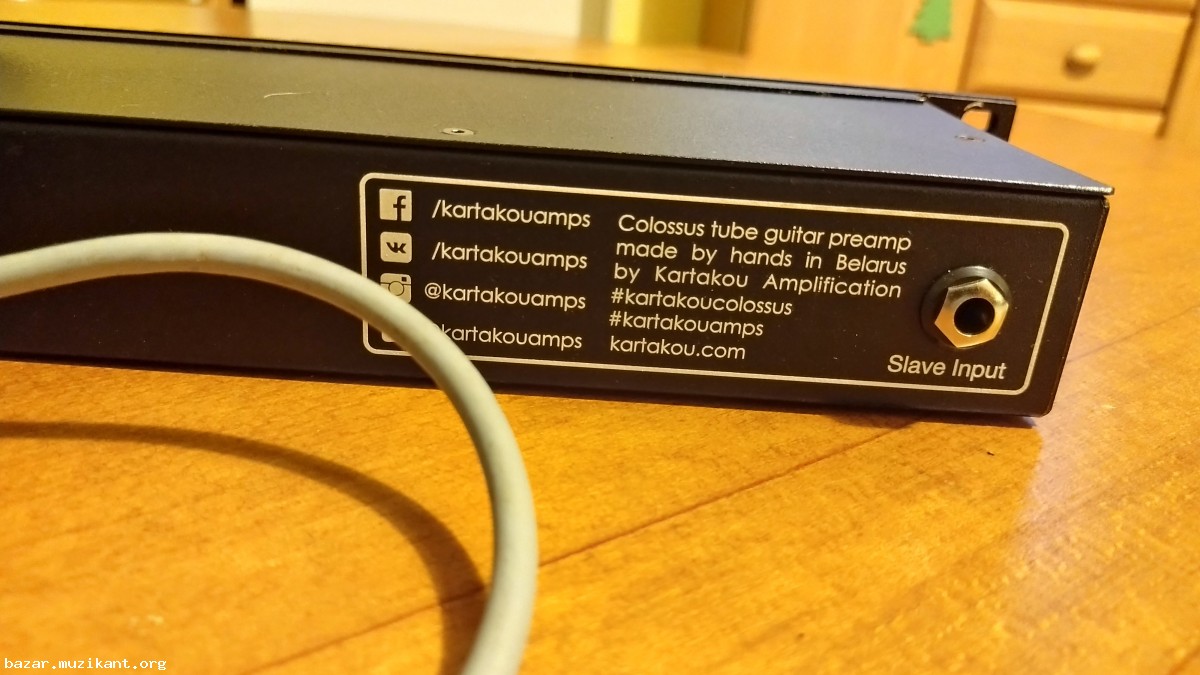 /kartakouamps
/kartakouamps
@kartakouamps
kartakouamps
Colossus tube guitar preamp
made by hands in Belarus
by Kartakou Amplification
#kartakoucolossus
#kartakouamps
kartakou.com
Slave Input
bazar.muzikant.org